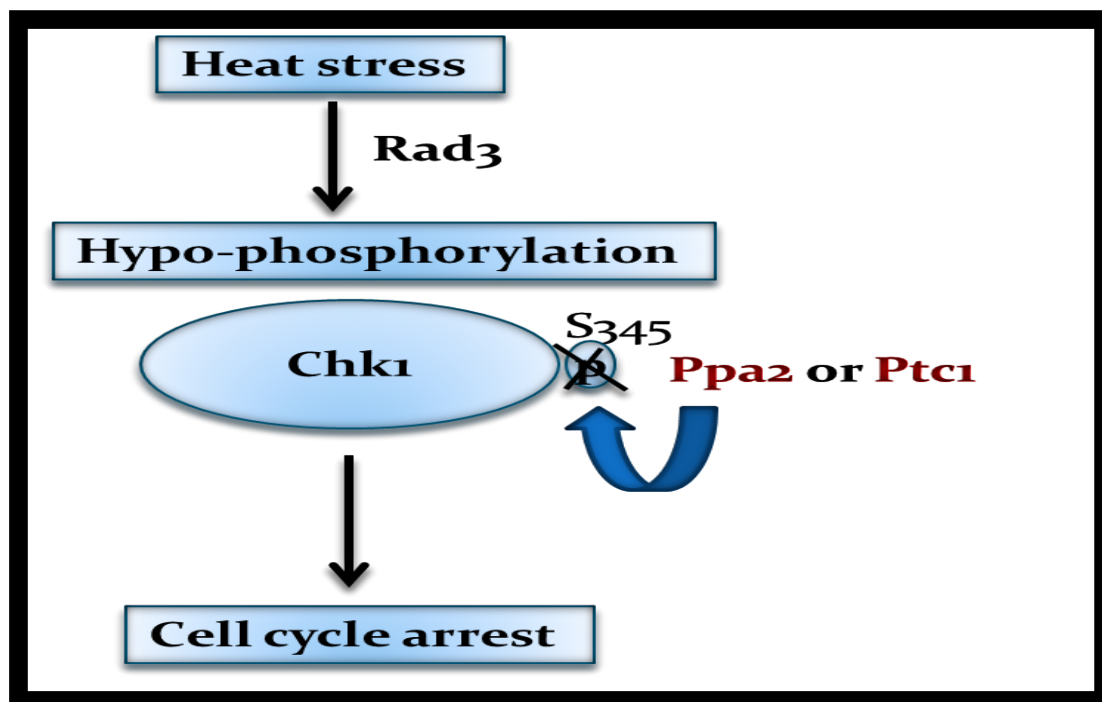 Heat stress
Rad3
Hypo-phosphorylation
S345
Chk1
P
Ppa2 or Ptc1
Cell cycle arrest